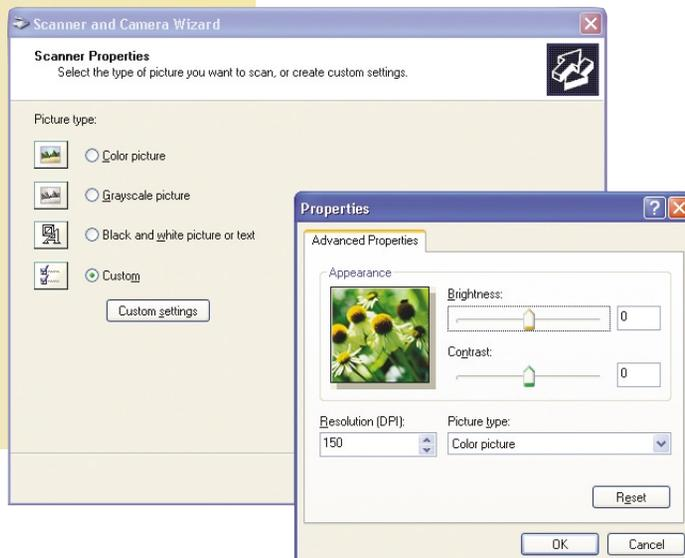 Scanner and Camera Wizard
Scanner Properties
Select the type of picture you want to scan, or create custom settings.
Picture type:
Color picture
Grayscale picture
Black and white picture or text
Custom
Custom settings
Properties
Advanced Properties
Appearance
Brightness:
0
Contrast:
0
Resolution (DPI):
150
Picture type:
Color picture
Reset
OK
Cancel